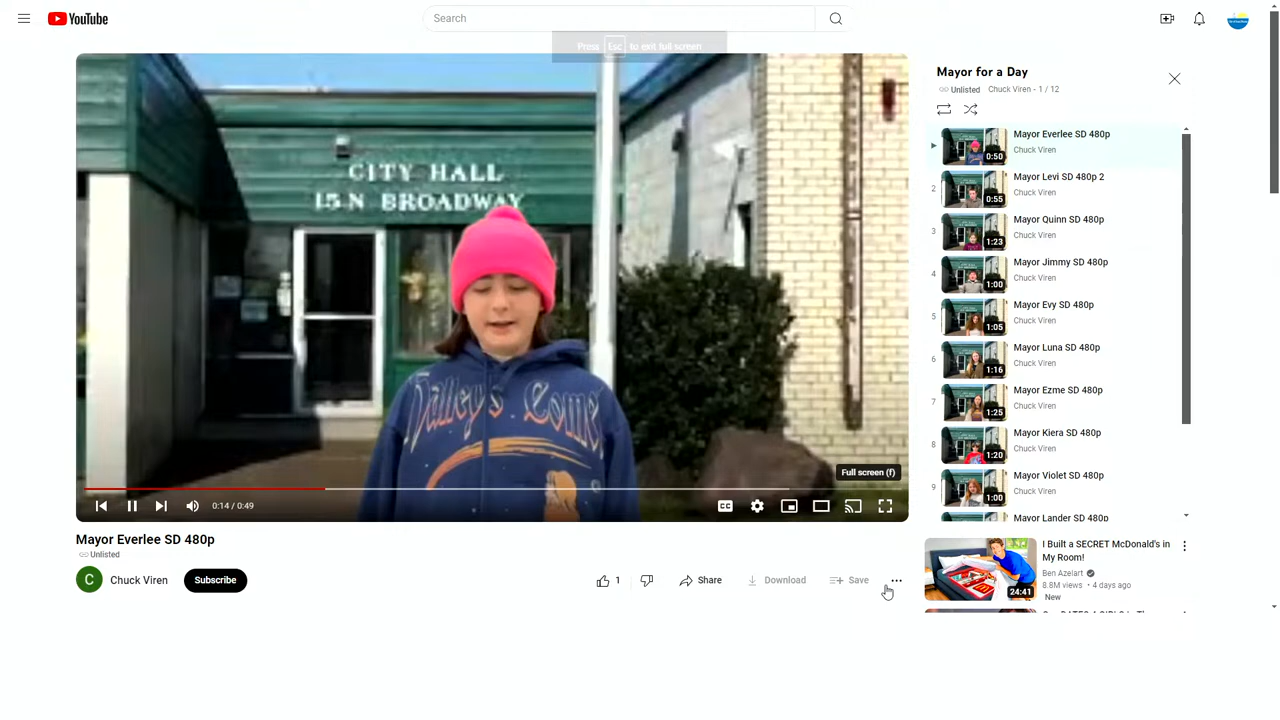 YouTube
Search
Press Esc to exit full screen
CITY HALL
15 N BROADWAY
Halley's Come
Full screen (f)
0:14 / 0:49
CC
Mayor Everlee SD 480p
Unlisted
C
Chuck Viren
Subscribe
1
Share
Download
Save
Mayor for a Day
Unlisted
Chuck Viren - 1 / 12
0:50
Mayor Everlee SD 480p
Chuck Viren
2
0:55
Mayor Levi SD 480p 2
Chuck Viren
3
1:23
Mayor Quinn SD 480p
Chuck Viren
4
1:00
Mayor Jimmy SD 480p
Chuck Viren
5
1:05
Mayor Evy SD 480p
Chuck Viren
6
1:16
Mayor Luna SD 480p
Chuck Viren
7
1:25
Mayor Ezme SD 480p
Chuck Viren
8
1:20
Mayor Kiera SD 480p
Chuck Viren
9
1:00
Mayor Violet SD 480p
Chuck Viren
Mayor Lander SD 480p
24:41
I Built a SECRET McDonald's in
My Room!
Ben Azelart
8.8M views • 4 days ago
New